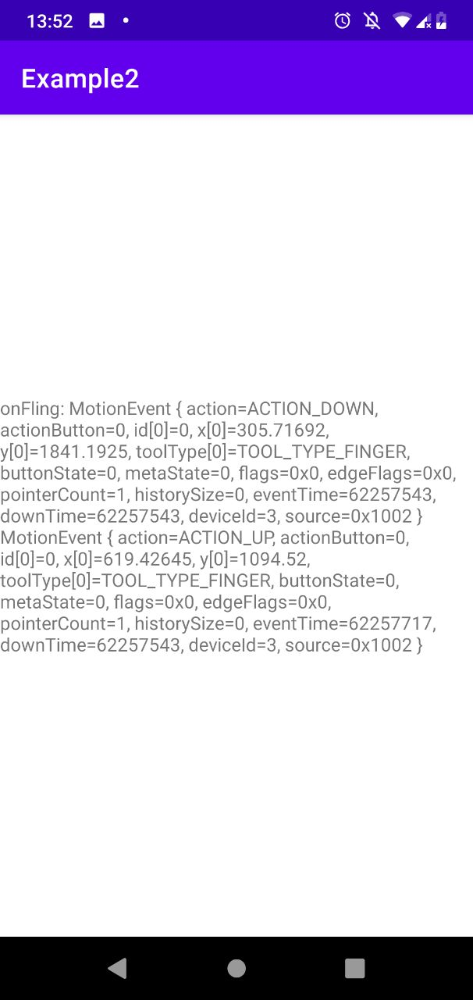 13:52
Example2
onFling: MotionEvent { action=ACTION_DOWN,
actionButton=0, id[0]=0, x[0]=305.71692,
y[0]=1841.1925, toolType[0]=TOOL_TYPE_FINGER,
buttonState=0, metaState=0, flags=0x0, edgeFlags=0x0,
pointerCount=1, historySize=0, eventTime=62257543,
downTime=62257543, deviceId=3, source=0x1002 }
MotionEvent { action=ACTION_UP, actionButton=0,
id[0]=0, x[0]=619.42645, y[0]=1094.52,
toolType[0]=TOOL_TYPE_FINGER, buttonState=0,
metaState=0, flags=0x0, edgeFlags=0x0,
pointerCount=1, historySize=0, eventTime=62257717,
downTime=62257543, deviceId=3, source=0x1002 }